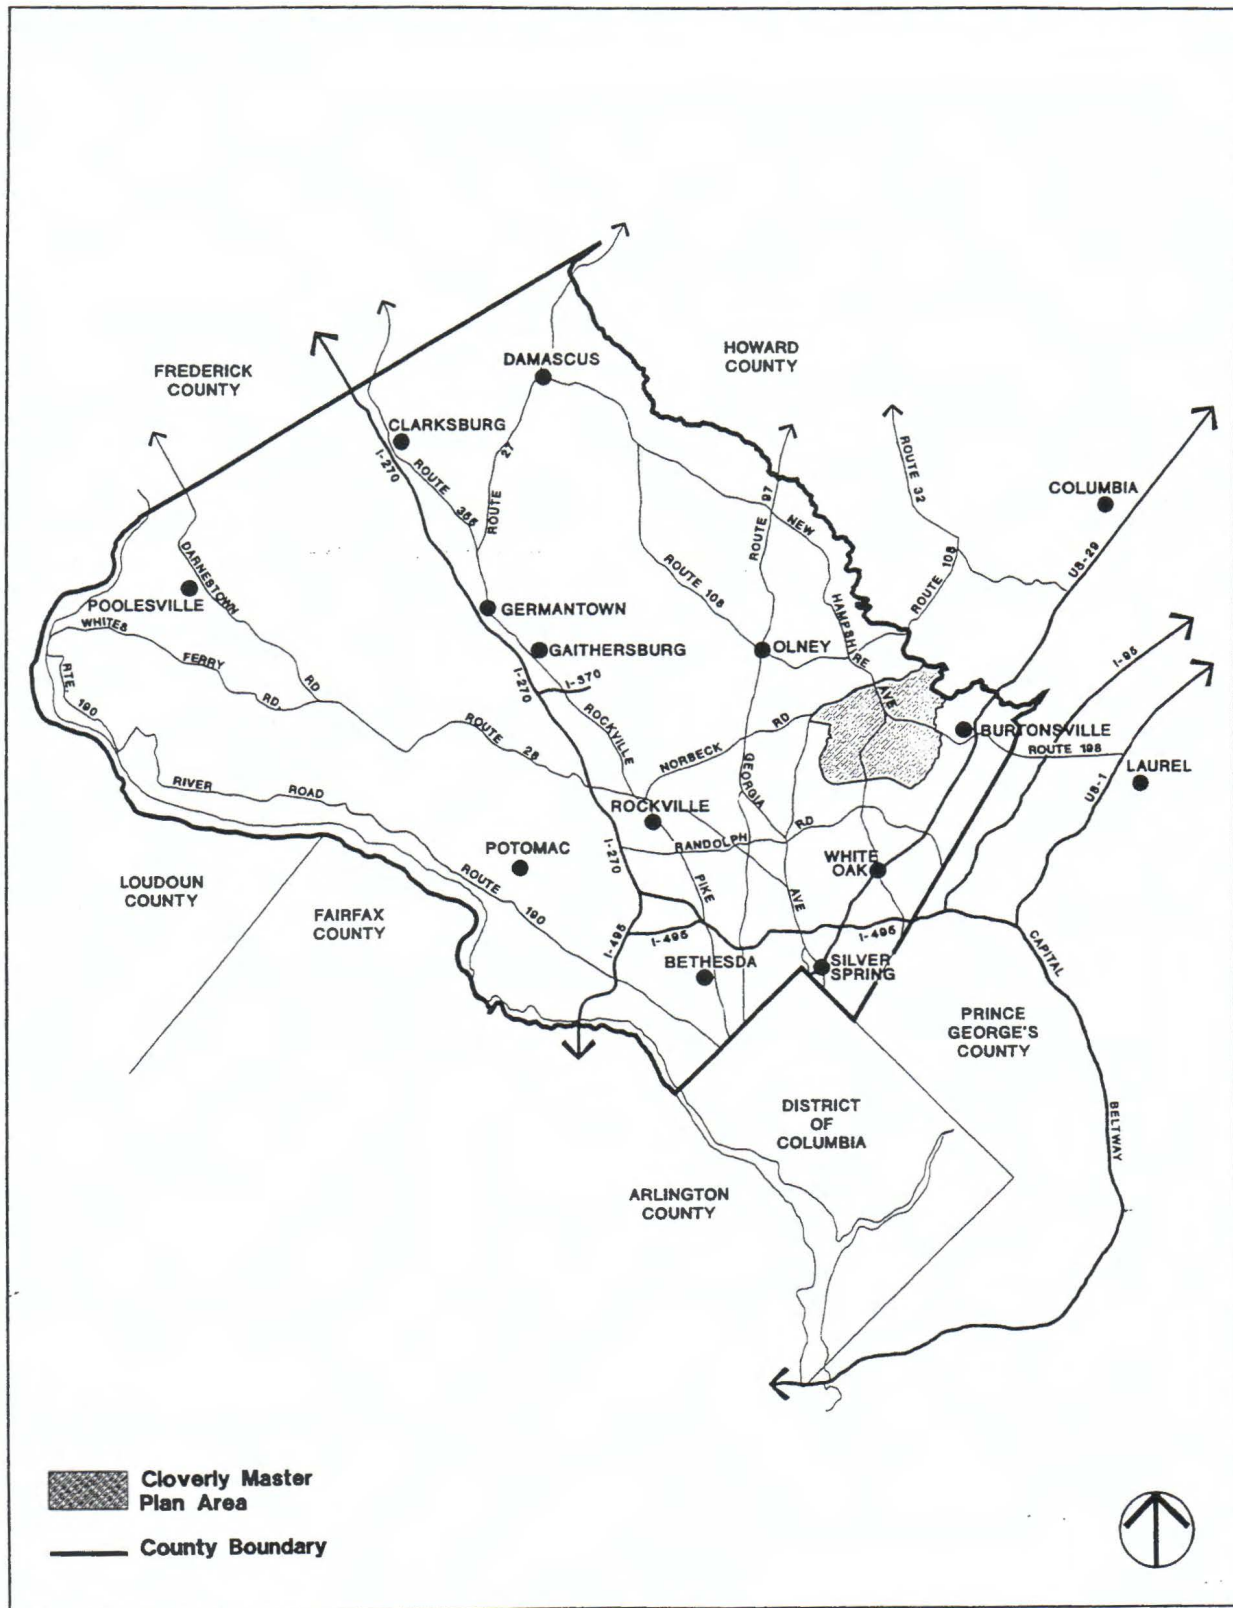 HOWARD
COUNTY
DAMASCUS
FREDERICK
COUNTY
CLARKSBURG
I-270
ROUTE 355
ROUTE 27
ROUTE 97
NEW
HAMPSHIRE
AVE
ROUTE 32
COLUMBIA
US-29
ROUTE 108
ROUTE 108
DARNESTOWN
RD
POOLESVILLE
WHITES
FERRY
RD.
GERMANTOWN
GAITHERSBURG
OLNEY
I-95
I-270
I-370
RTE. 190
ROUTE 28
ROCKVILLE
NORBECK
RD
BURTONSVILLE
ROUTE 198
LAUREL
US-1
GEORGIA
RIVER
ROAD
ROCKVILLE
RANDOLPH
RD
I-270
POTOMAC
WHITE
OAK
PIKE
AVE
LOUDOUN
COUNTY
FAIRFAX
COUNTY
ROUTE
190
I-495
I-495
I-495
CAPITAL
BETHESDA
SILVER
SPRING
PRINCE
GEORGE'S
COUNTY
DISTRICT
OF
COLUMBIA
BELTWAY
ARLINGTON
COUNTY
Cloverly Master
Plan Area
County Boundary